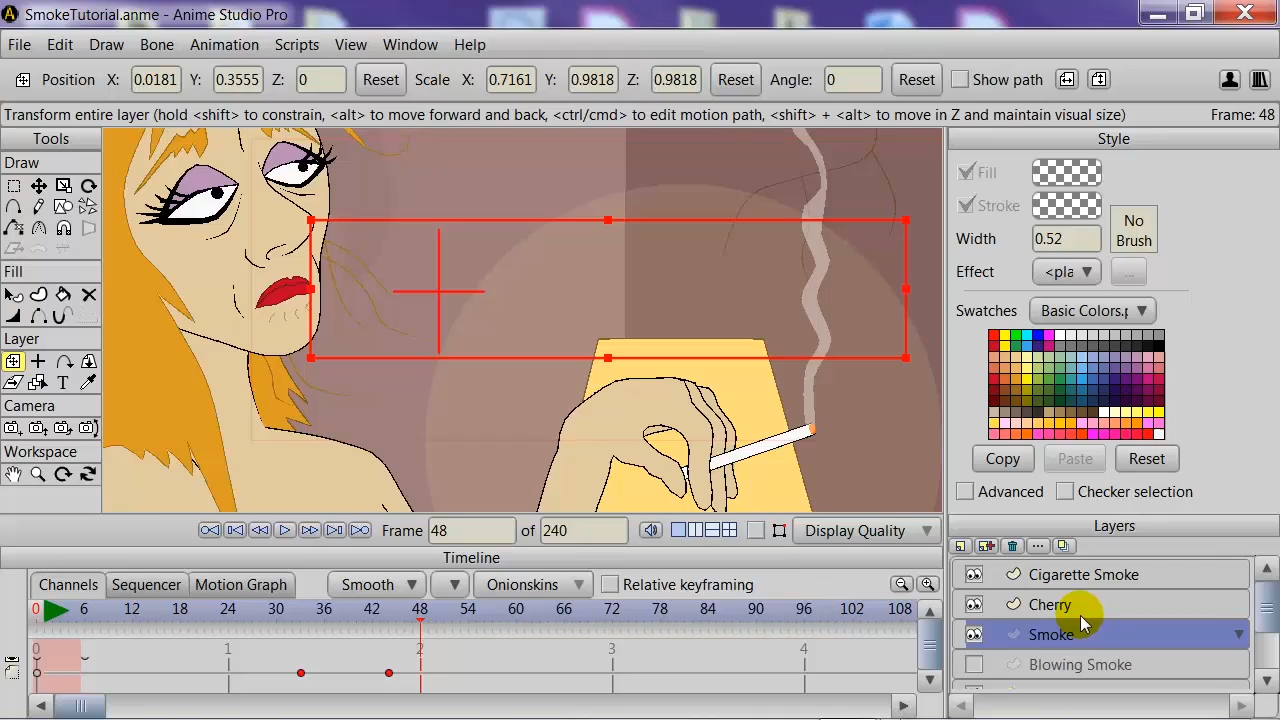 SmokeTutorial.anme - Anime Studio Pro
File Edit Draw Bone Animation Scripts View Window Help
Position X: 0.0181 Y: 0.3555 Z: 0 Reset Scale X: 0.7161 Y: 0.9818 Z: 0.9818 Reset Angle: 0 Reset Show path
Transform entire layer (hold <shift> to constrain, <alt> to move forward and back, <ctrl/cmd> to edit motion path, <shift> + <alt> to move in Z and maintain visual size) Frame: 48
Tools
Draw
Fill
Layer
Camera
Workspace
Style
Fill
Stroke
No
Brush
Width 0.52
Effect <pla ...
Swatches Basic Colors.p
Copy Paste Reset
Advanced Checker selection
Layers
Cigarette Smoke
Cherry
Smoke
Blowing Smoke
Frame 48 of 240 Display Quality
Timeline
Channels Sequencer Motion Graph Smooth Onionskins Relative keyframing
0 6 12 18 24 30 36 42 48 54 60 66 72 78 84 90 96 102 108
0 1 2 3 4